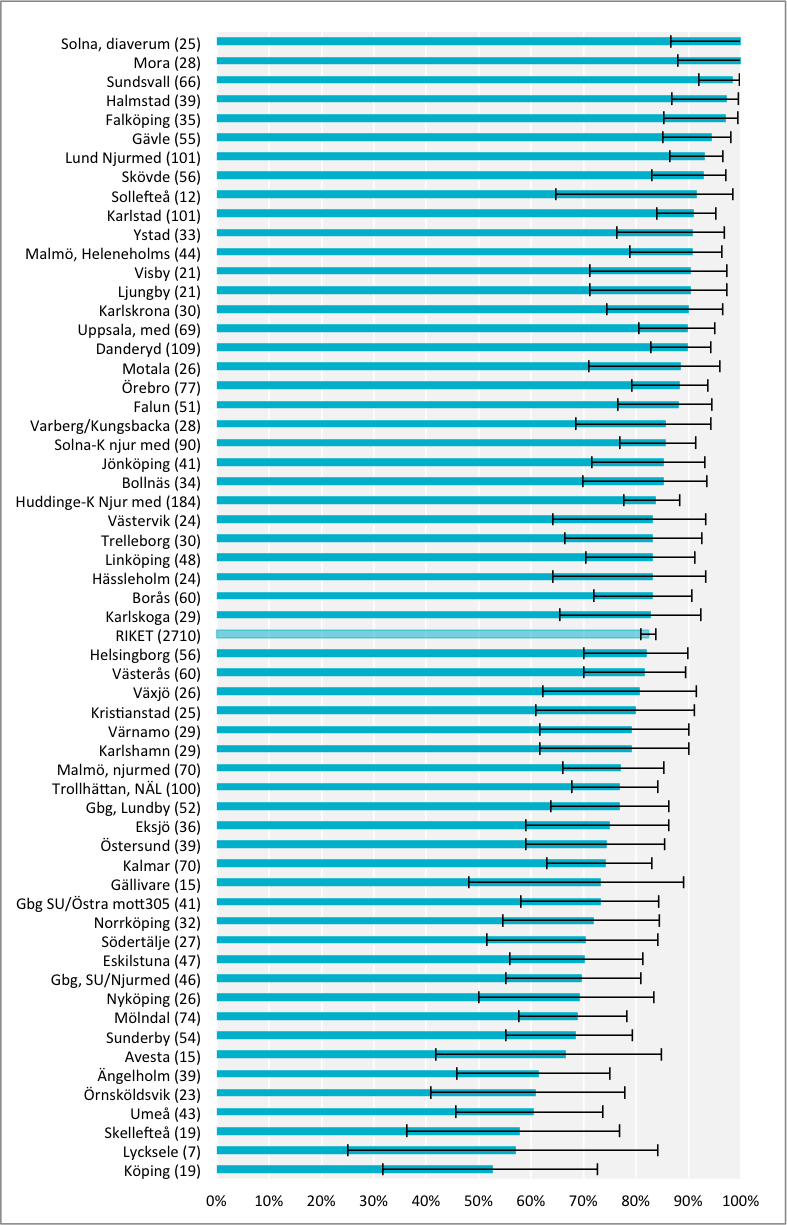 Solna, diaverum (25)
Mora (28)
Sundsvall (66)
Halmstad (39)
Falköping (35)
Gävle (55)
Lund Njurmed (101)
Skövde (56)
Sollefteå (12)
Karlstad (101)
Ystad (33)
Malmö, Heleneholms (44)
Visby (21)
Ljungby (21)
Karlskrona (30)
Uppsala, med (69)
Danderyd (109)
Motala (26)
Örebro (77)
Falun (51)
Varberg/Kungsbacka (28)
Solna-K njur med (90)
Jönköping (41)
Bollnäs (34)
Huddinge-K Njur med (184)
Västervik (24)
Trelleborg (30)
Linköping (48)
Hässleholm (24)
Borås (60)
Karlskoga (29)
RIKET (2710)
Helsingborg (56)
Västerås (60)
Växjö (26)
Kristianstad (25)
Värnamo (29)
Karlshamn (29)
Malmö, njurmed (70)
Trollhättan, NÄL (100)
Gbg, Lundby (52)
Eksjö (36)
Östersund (39)
Kalmar (70)
Gällivare (15)
Gbg SU/Östra mott305 (41)
Norrköping (32)
Södertälje (27)
Eskilstuna (47)
Gbg, SU/Njurmed (46)
Nyköping (26)
Mölndal (74)
Sunderby (54)
Avesta (15)
Ängelholm (39)
Örnsköldsvik (23)
Umeå (43)
Skellefteå (19)
Lycksele (7)
Köping (19)
0% 10% 20% 30% 40% 50% 60% 70% 80% 90% 100%